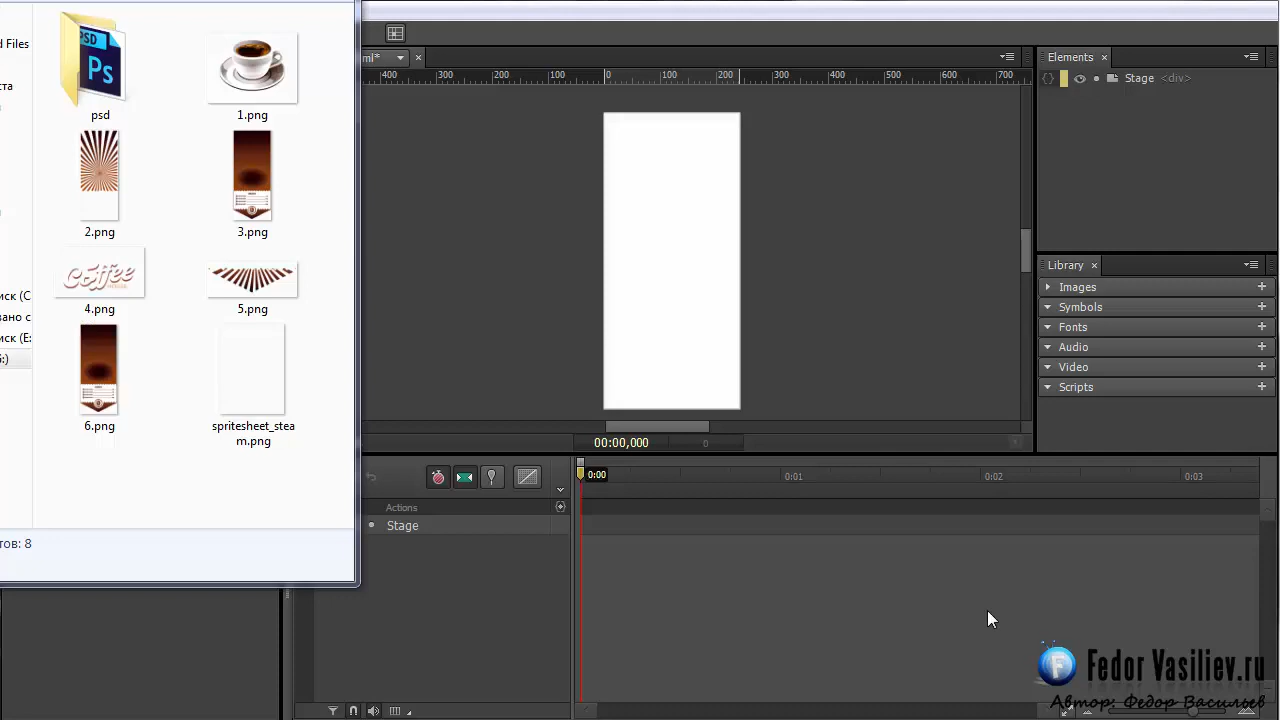 d Files
ста
иск (C
вано с
иск (E:
:)
psd
1.png
2.png
3.png
4.png
5.png
6.png
spritesheet_stea
m.png
тов: 8
ml*
400
300
200
100
0
100
200
300
400
500
600
700
Elements
Stage <div>
Library
Images
Symbols
Fonts
Audio
Video
Scripts
00:00,000
0
0:00
0:01
0:02
0:03
Actions
Stage
Fedor Vasiliev.ru
Автор: Федор Васильев